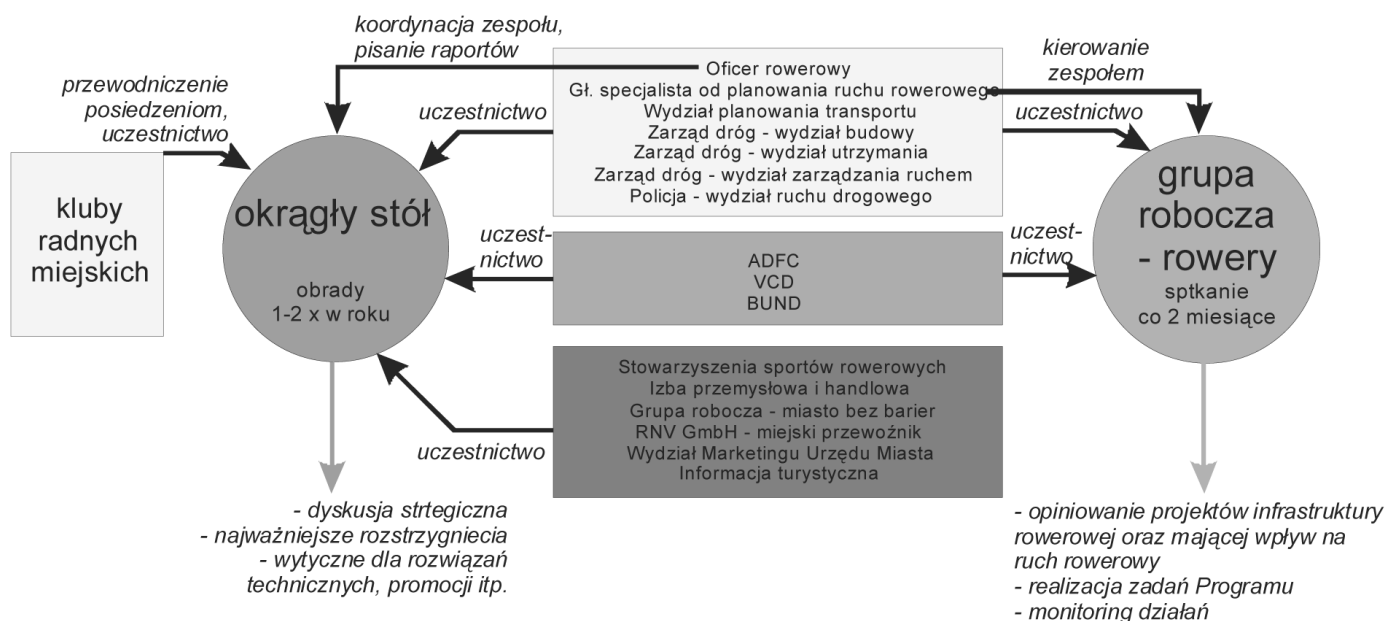 koordynacja zespołu,
pisanie raportów
przewodniczenie
posiedzeniom,
uczestnictwo
kluby
radnych
miejskich
okrągły stół
obrady
1-2 x w roku
uczestnictwo
uczest-
nictwo
uczestnictwo
- dyskusja strtegiczna
- najważniejsze rozstrzygniecia
- wytyczne dla rozwiązań
technicznych, promocji itp.
Oficer rowerowy
Gł. specjalista od planowania ruchu rowerowego
Wydział planowania transportu
Zarząd dróg - wydział budowy
Zarząd dróg - wydział utrzymania
Zarząd dróg - wydział zarządzania ruchem
Policja - wydział ruchu drogowego
ADFC
VCD
BUND
Stowarzyszenia sportów rowerowych
Izba przemysłowa i handlowa
Grupa robocza - miasto bez barier
RNV GmbH - miejski przewoźnik
Wydział Marketingu Urzędu Miasta
Informacja turystyczna
kierowanie
zespołem
uczestnictwo
uczest-
nictwo
grupa
robocza
- rowery
sptkanie
co 2 miesiące
- opiniowanie projektów infrastruktury
rowerowej oraz mającej wpływ na
ruch rowerowy
- realizacja zadań Programu
- monitoring działań